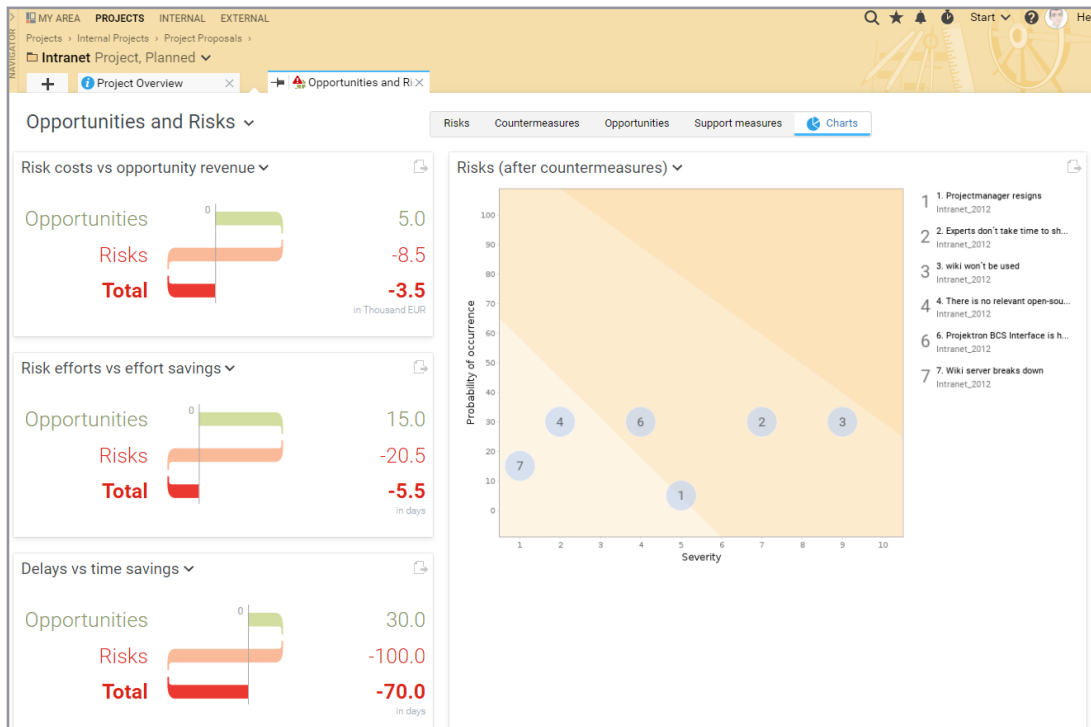 MY AREA PROJECTS INTERNAL EXTERNAL Start He
NAVIGATOR
Projects › Internal Projects › Project Proposals ›
Intranet Project, Planned
+ Project Overview Opportunities and Ri
Opportunities and Risks
Risks Countermeasures Opportunities Support measures Charts
Risk costs vs opportunity revenue
0
Opportunities 5.0
Risks -8.5
Total -3.5
in Thousand EUR
Risk efforts vs effort savings
0
Opportunities 15.0
Risks -20.5
Total -5.5
in days
Delays vs time savings
0
Opportunities 30.0
Risks -100.0
Total -70.0
in days
Risks (after countermeasures)
Probability of occurrence
100
90
80
70
60
50
40
30
20
10
0
4 6 2 3
7
1
1 2 3 4 5 6 7 8 9 10
Severity
1 1. Projectmanager resigns
Intranet_2012
2 2. Experts don´t take time to sh...
Intranet_2012
3 3. wiki won´t be used
Intranet_2012
4 4. There is no relevant open-sou...
Intranet_2012
6 6. Projektron BCS Interface is h...
Intranet_2012
7 7. Wiki server breaks down
Intranet_2012